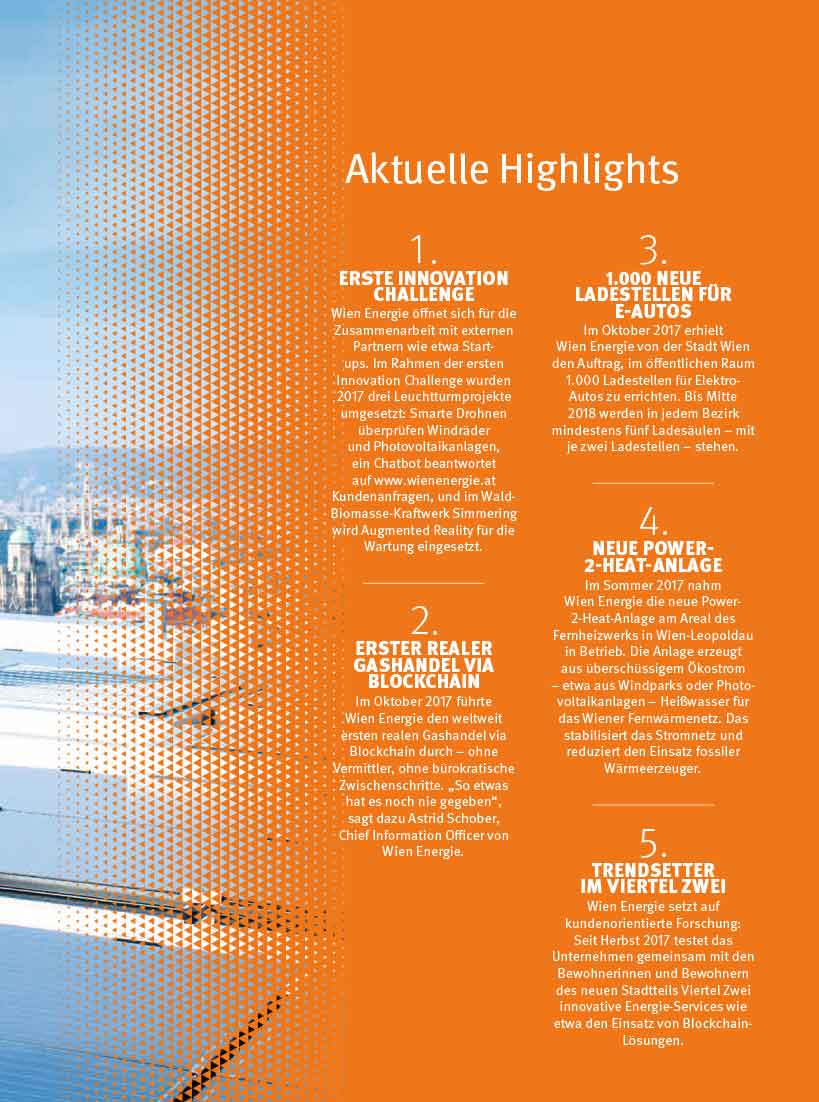 Aktuelle Highlights
1.
ERSTE INNOVATION
CHALLENGE
Wien Energie öffnet sich für die
Zusammenarbeit mit externen
Partnern wie etwa Start-
ups. Im Rahmen der ersten
Innovation Challenge wurden
2017 drei Leuchtturmprojekte
umgesetzt: Smarte Drohnen
überprüfen Windräder
und Photovoltaikanlagen,
ein Chatbot beantwortet
auf www.wienenergie.at
Kundenanfragen, und im Wald-
Biomasse-Kraftwerk Simmering
wird Augmented Reality für die
Wartung eingesetzt.
2.
ERSTER REALER
GASHANDEL VIA
BLOCKCHAIN
Im Oktober 2017 führte
Wien Energie den weltweit
ersten realen Gashandel via
Blockchain durch – ohne
Vermittler, ohne bürokratische
Zwischenschritte. „So etwas
hat es noch nie gegeben“,
sagt dazu Astrid Schober,
Chief Information Officer von
Wien Energie.
3.
1.000 NEUE
LADESTELLEN FÜR
E-AUTOS
Im Oktober 2017 erhielt
Wien Energie von der Stadt Wien
den Auftrag, im öffentlichen Raum
1.000 Ladestellen für Elektro-
Autos zu errichten. Bis Mitte
2018 werden in jedem Bezirk
mindestens fünf Ladesäulen – mit
je zwei Ladestellen – stehen.
4.
NEUE POWER-
2-HEAT-ANLAGE
Im Sommer 2017 nahm
Wien Energie die neue Power-
2-Heat-Anlage am Areal des
Fernheizwerks in Wien-Leopoldau
in Betrieb. Die Anlage erzeugt
aus überschüssigem Ökostrom
– etwa aus Windparks oder Photo-
voltaikanlagen – Heißwasser für
das Wiener Fernwärmenetz. Das
stabilisiert das Stromnetz und
reduziert den Einsatz fossiler
Wärmeerzeuger.
5.
TRENDSETTER
IM VIERTEL ZWEI
Wien Energie setzt auf
kundenorientierte Forschung:
Seit Herbst 2017 testet das
Unternehmen gemeinsam mit den
Bewohnerinnen und Bewohnern
des neuen Stadtteils Viertel Zwei
innovative Energie-Services wie
etwa den Einsatz von Blockchain-
Lösungen.